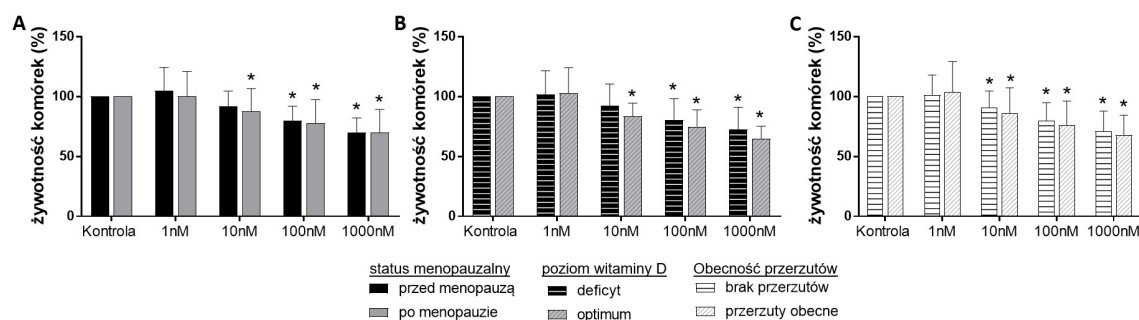 A
B
C
żywotność komórek (%)
150
100
50
0
* * * * *
Kontrola 1nM 10nM 100nM 1000nM
żywotność komórek (%)
150
100
50
0
* * * * *
Kontrola 1nM 10nM 100nM 1000nM
żywotność komórek (%)
150
100
50
0
* * * * * *
Kontrola 1nM 10nM 100nM 1000nM
status menopauzalny
przed menopauzą
po menopauzie
poziom witaminy D
deficyt
optimum
Obecność przerzutów
brak przerzutów
przerzuty obecne